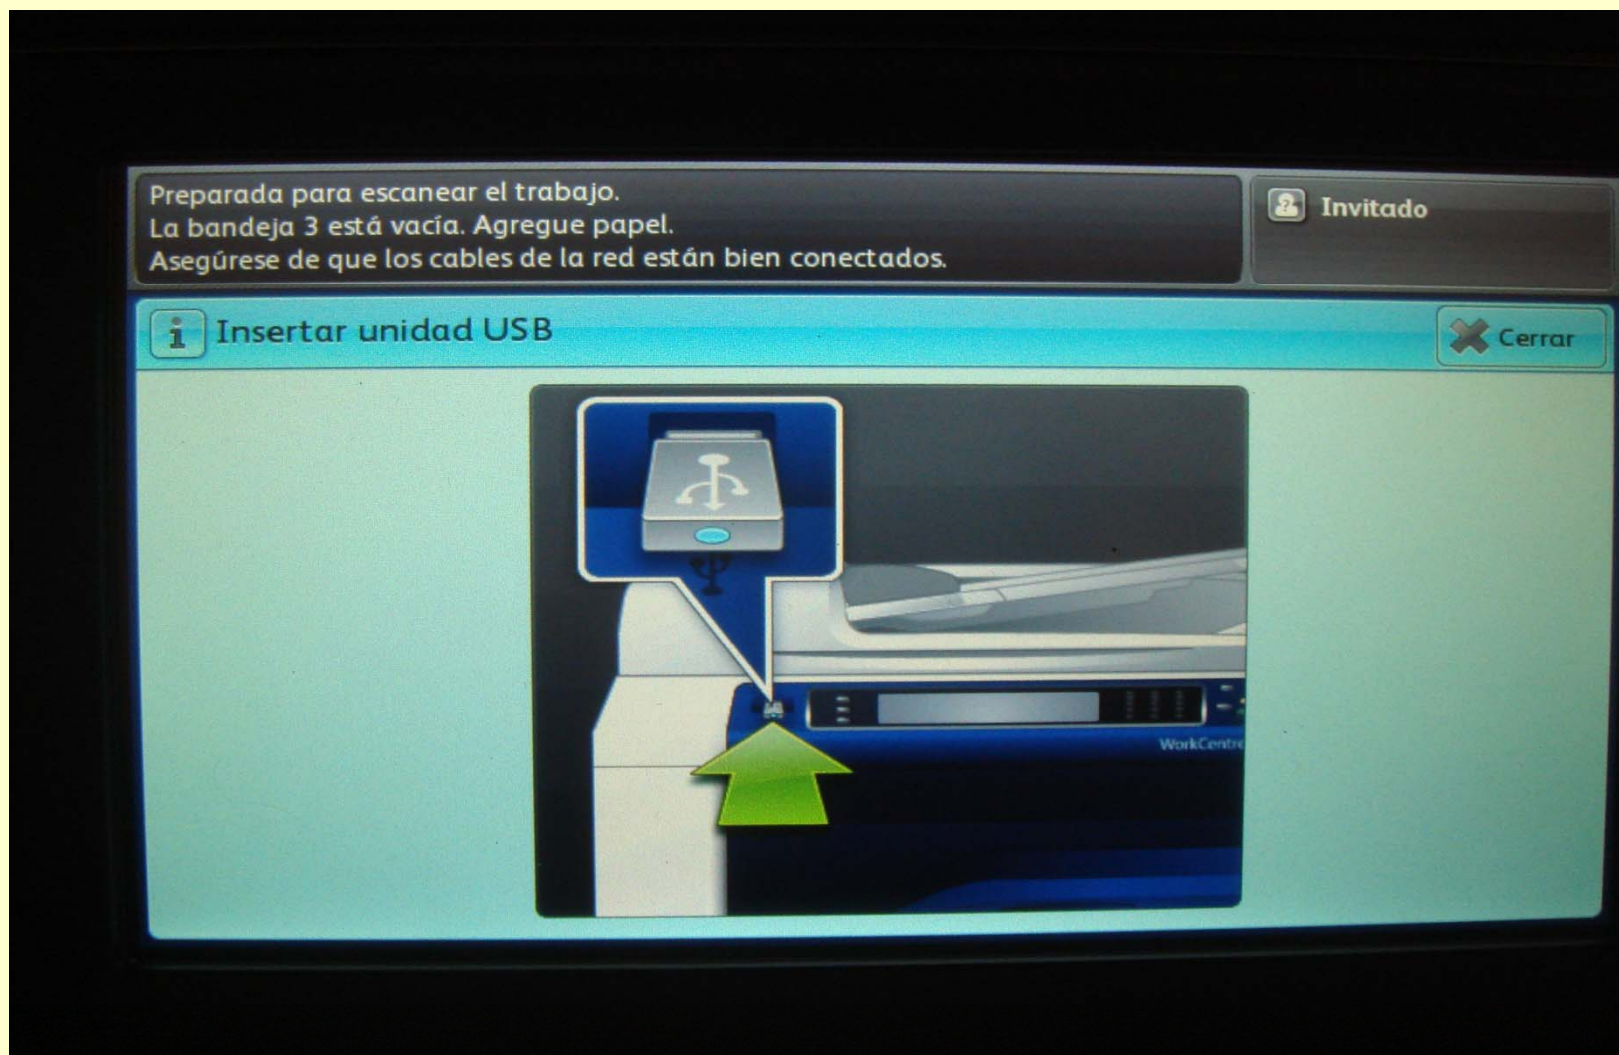 Preparada para escanear el trabajo.
La bandeja 3 está vacía. Agregue papel.
Asegúrese de que los cables de la red están bien conectados.
Invitado
Insertar unidad USB
Cerrar
WorkCentre